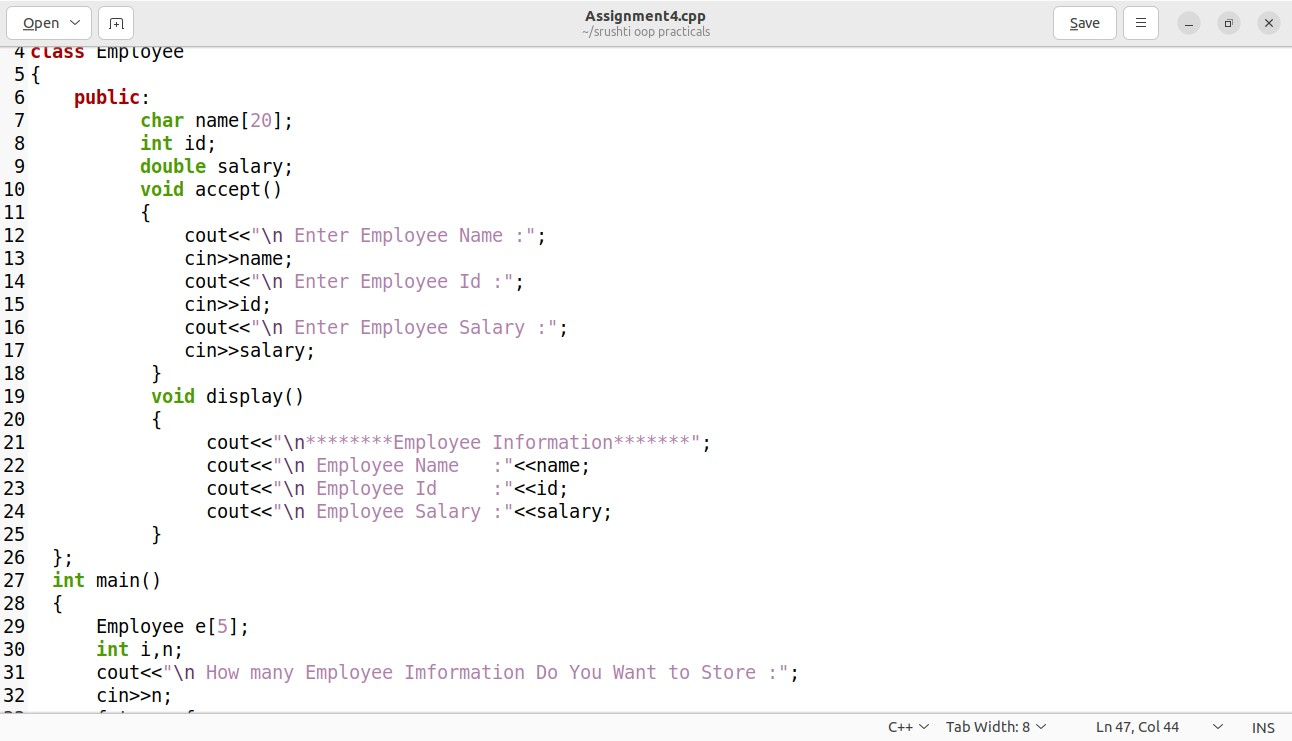 Open
Assignment4.cpp
~/srushti oop practicals
Save
4 class Employee
5 {
6     public:
7           char name[20];
8           int id;
9           double salary;
10          void accept()
11          {
12              cout<<"\n Enter Employee Name :";
13              cin>>name;
14              cout<<"\n Enter Employee Id :";
15              cin>>id;
16              cout<<"\n Enter Employee Salary :";
17              cin>>salary;
18           }
19           void display()
20           {
21                cout<<"\n********Employee Information*******";
22                cout<<"\n Employee Name   :"<<name;
23                cout<<"\n Employee Id     :"<<id;
24                cout<<"\n Employee Salary :"<<salary;
25           }
26  };
27  int main()
28  {
29      Employee e[5];
30      int i,n;
31      cout<<"\n How many Employee Imformation Do You Want to Store :";
32      cin>>n;
C++ Tab Width: 8 Ln 47, Col 44 INS